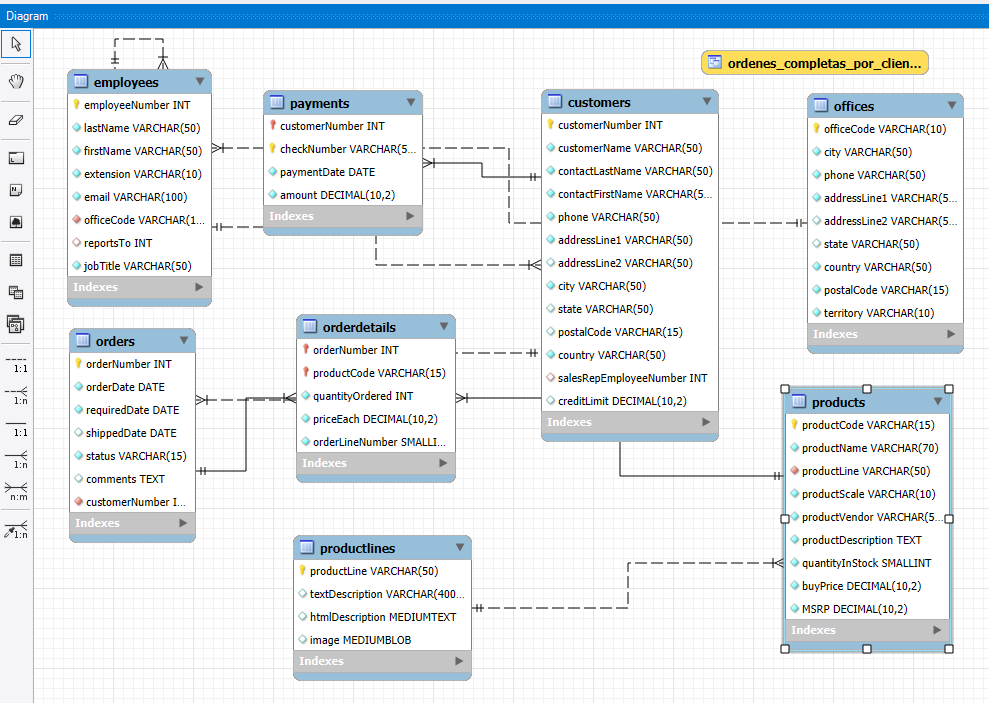 Diagram
employees
employeeNumber INT
lastName VARCHAR(50)
firstName VARCHAR(50)
extension VARCHAR(10)
email VARCHAR(100)
officeCode VARCHAR(1...
reportsTo INT
jobTitle VARCHAR(50)
Indexes
payments
customerNumber INT
checkNumber VARCHAR(5...
paymentDate DATE
amount DECIMAL(10,2)
Indexes
customers
customerNumber INT
customerName VARCHAR(50)
contactLastName VARCHAR(50)
contactFirstName VARCHAR(5...
phone VARCHAR(50)
addressLine1 VARCHAR(50)
addressLine2 VARCHAR(50)
city VARCHAR(50)
state VARCHAR(50)
postalCode VARCHAR(15)
country VARCHAR(50)
salesRepEmployeeNumber INT
creditLimit DECIMAL(10,2)
Indexes
ordenes_completas_por_clien...
offices
officeCode VARCHAR(10)
city VARCHAR(50)
phone VARCHAR(50)
addressLine1 VARCHAR(5...
addressLine2 VARCHAR(5...
state VARCHAR(50)
country VARCHAR(50)
postalCode VARCHAR(15)
territory VARCHAR(10)
Indexes
orders
orderNumber INT
orderDate DATE
requiredDate DATE
shippedDate DATE
status VARCHAR(15)
comments TEXT
customerNumber I...
Indexes
orderdetails
orderNumber INT
productCode VARCHAR(15)
quantityOrdered INT
priceEach DECIMAL(10,2)
orderLineNumber SMALLI...
Indexes
products
productCode VARCHAR(15)
productName VARCHAR(70)
productLine VARCHAR(50)
productScale VARCHAR(10)
productVendor VARCHAR(5...
productDescription TEXT
quantityInStock SMALLINT
buyPrice DECIMAL(10,2)
MSRP DECIMAL(10,2)
Indexes
productlines
productLine VARCHAR(50)
textDescription VARCHAR(400...
htmlDescription MEDIUMTEXT
image MEDIUMBLOB
Indexes
1:1
1:n
1:1
1:n
n:m
1:n